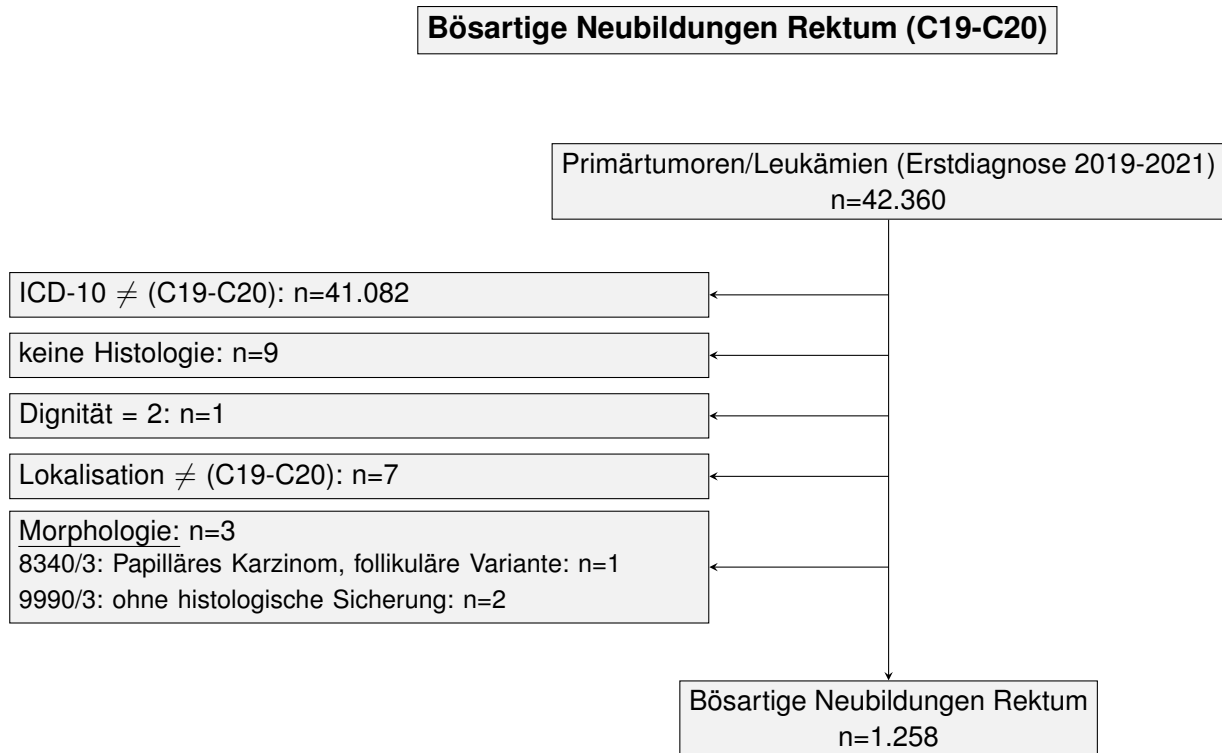 Bösartige Neubildungen Rektum (C19-C20)
Primärtumoren/Leukämien (Erstdiagnose 2019-2021)
n=42.360
ICD-10 ≠ (C19-C20): n=41.082
keine Histologie: n=9
Dignität = 2: n=1
Lokalisation ≠ (C19-C20): n=7
Morphologie: n=3
8340/3: Papilläres Karzinom, follikuläre Variante: n=1
9990/3: ohne histologische Sicherung: n=2
Bösartige Neubildungen Rektum
n=1.258